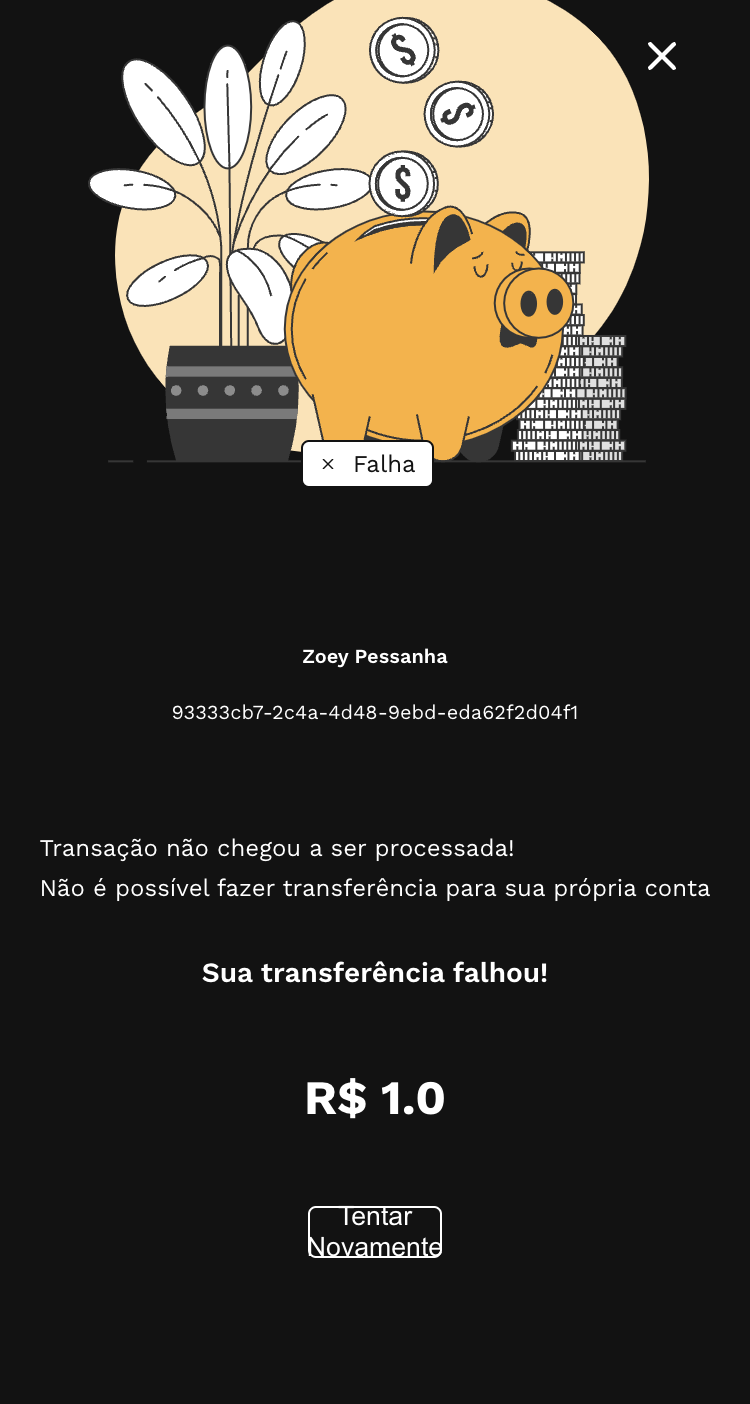 Falha
Zoey Pessanha
93333cb7-2c4a-4d48-9ebd-eda62f2d04f1
Transação não chegou a ser processada!
Não é possível fazer transferência para sua própria conta
Sua transferência falhou!
R$ 1.0
Tentar
Novamente